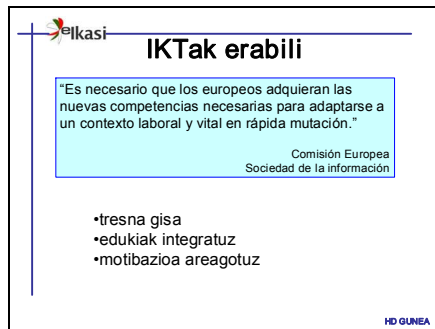 elkasi
IKTak erabili
“Es necesario que los europeos adquieran las
nuevas competencias necesarias para adaptarse a
un contexto laboral y vital en rápida mutación.”
Comisión Europea
Sociedad de la información
•tresna gisa
•edukiak integratuz
•motibazioa areagotuz
HD GUNEA